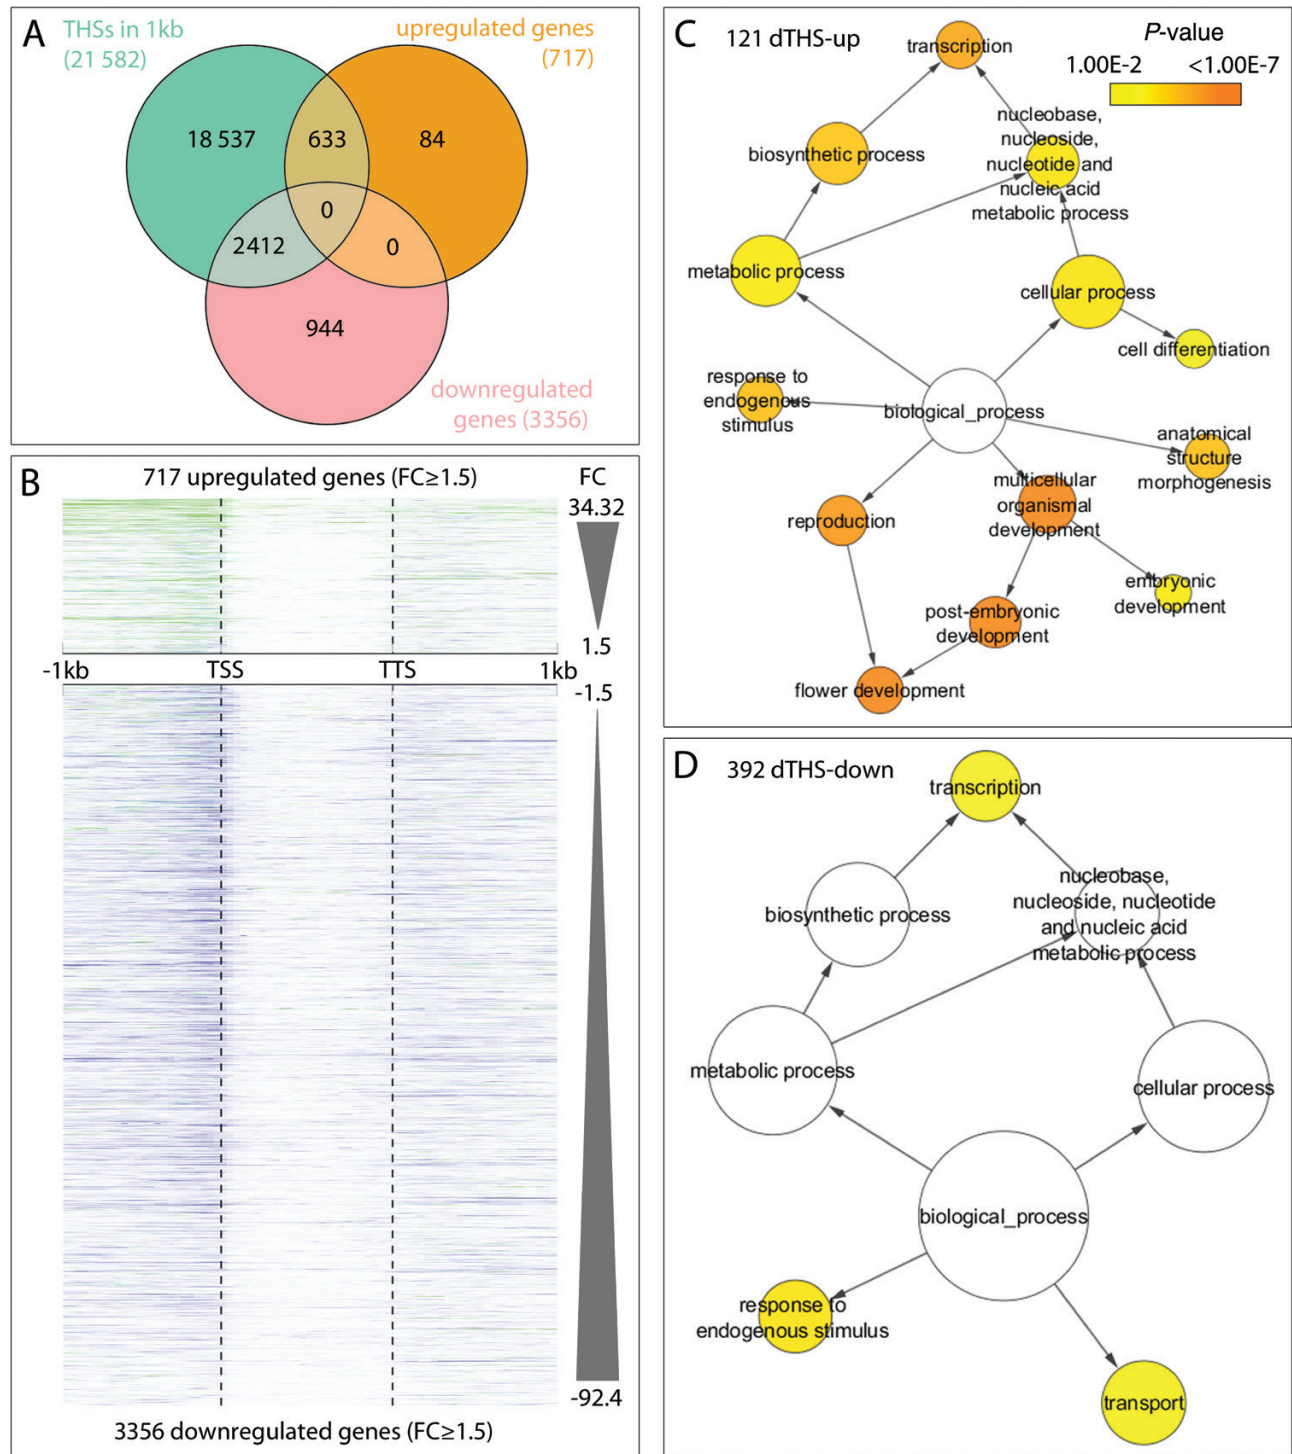 A
THSs in 1kb
(21 582)
upregulated genes
(717)
18 537
633
84
0
2412
0
944
downregulated
genes (3356)
B
717 upregulated genes (FC≥1.5)
FC
34.32
1.5
-1kb
TSS
TTS
1kb
-1.5
-92.4
3356 downregulated genes (FC≥1.5)
C
121 dTHS-up
P-value
1.00E-2
<1.00E-7
transcription
nucleobase,
nucleoside,
nucleotide and
nucleic acid
metabolic process
biosynthetic process
metabolic process
cellular process
cell differentiation
response to
endogenous
stimulus
biological_process
anatomical
structure
morphogenesis
multicellular
organismal
development
reproduction
embryonic
development
post-embryonic
development
flower development
D
392 dTHS-down
transcription
nucleobase,
nucleoside, nucleotide
and nucleic acid
metabolic process
biosynthetic process
metabolic process
cellular process
biological_process
response to
endogenous stimulus
transport